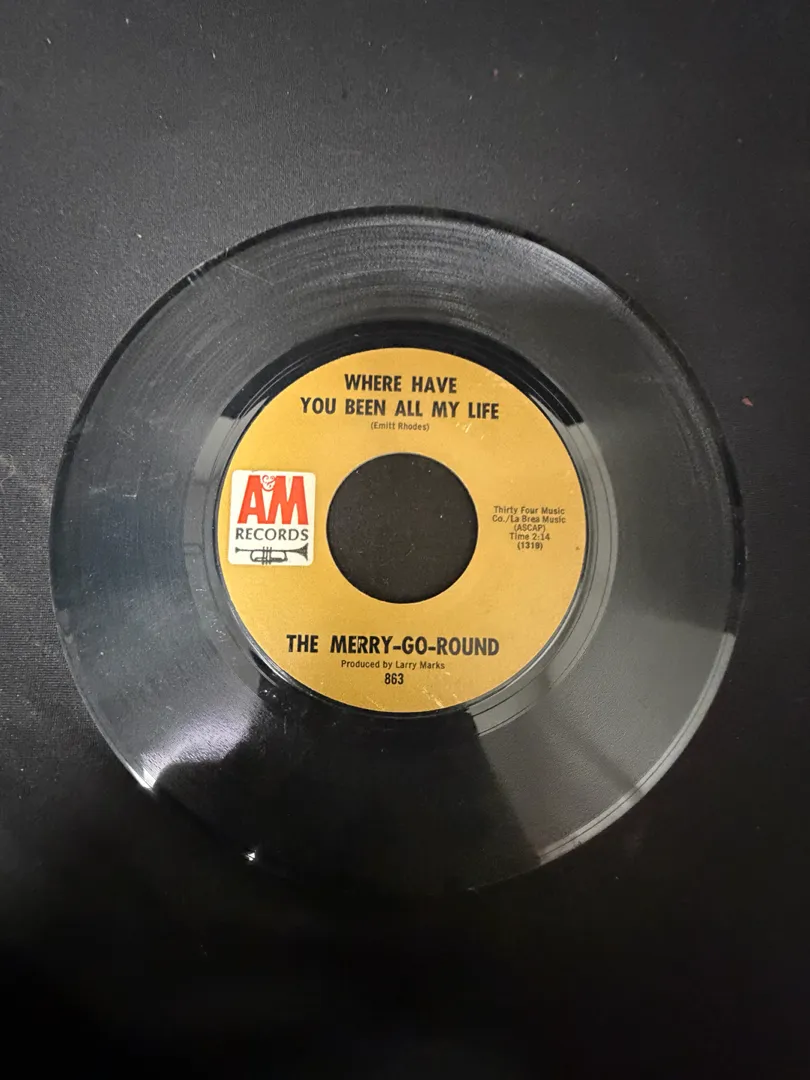 WHERE HAVE
YOU BEEN ALL MY LIFE
(Emitt Rhodes)
A&M
RECORDS
Thirty Four Music
Co./La Brea Music
(ASCAP)
Time 2:14
(1319)
THE MERRY-GO-ROUND
Produced by Larry Marks
863